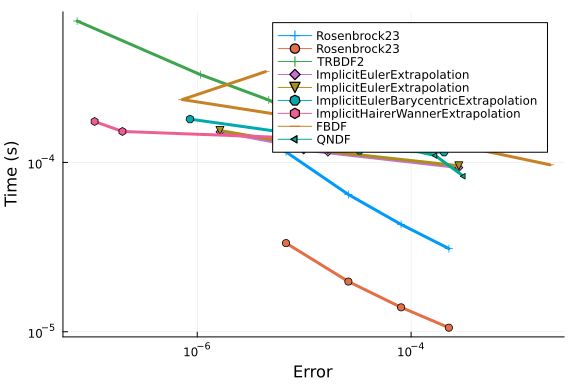 Rosenbrock23
Rosenbrock23
TRBDF2
ImplicitEulerExtrapolation
ImplicitEulerExtrapolation
ImplicitEulerBarycentricExtrapolation
ImplicitHairerWannerExtrapolation
FBDF
QNDF
Time (s)
10⁻⁴
10⁻⁵
10⁻⁶
10⁻⁴
Error